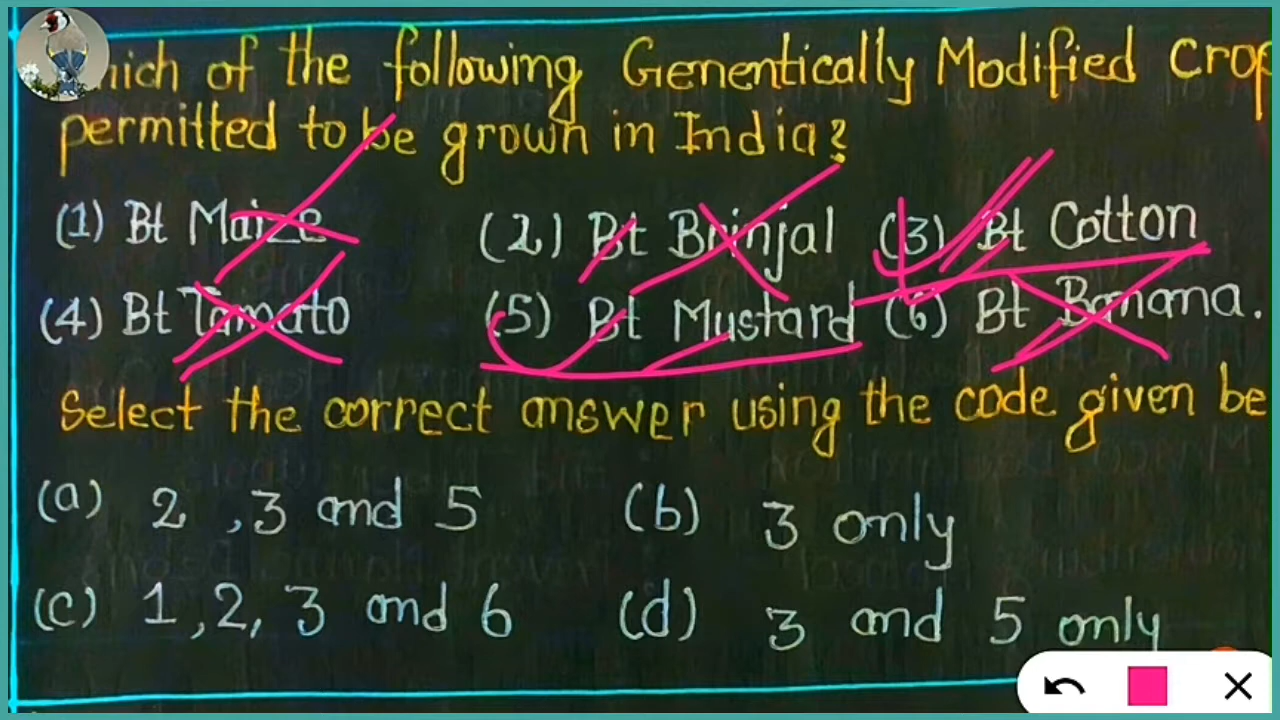 hich of the following Genentically Modified Crop
permitted to be grown in India?
(1) Bt Maize (2) Bt Brinjal (3) Bt Cotton
(4) Bt Tamato (5) Bt Mustard (6) Bt Banana.
Select the correct answer using the code given be
(a) 2 ,3 and 5 (b) 3 only
(c) 1,2, 3 and 6 (d) 3 and 5 only